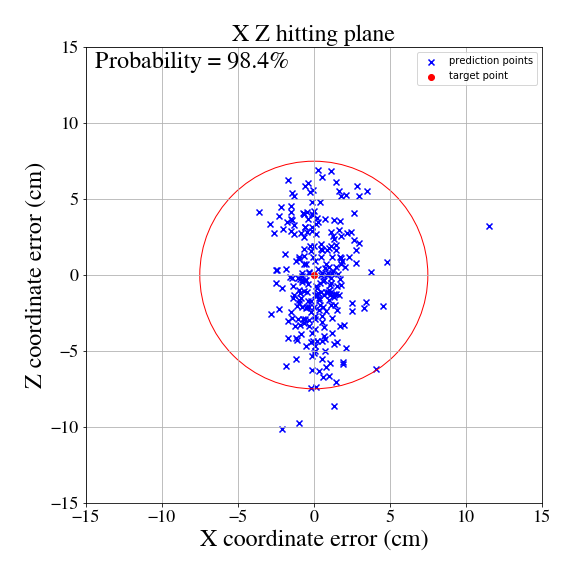 X Z hitting plane
Probability = 98.4%
prediction points
target point
15
10
5
0
−5
−10
−15
Z coordinate error (cm)
−15
−10
−5
0
5
10
15
X coordinate error (cm)